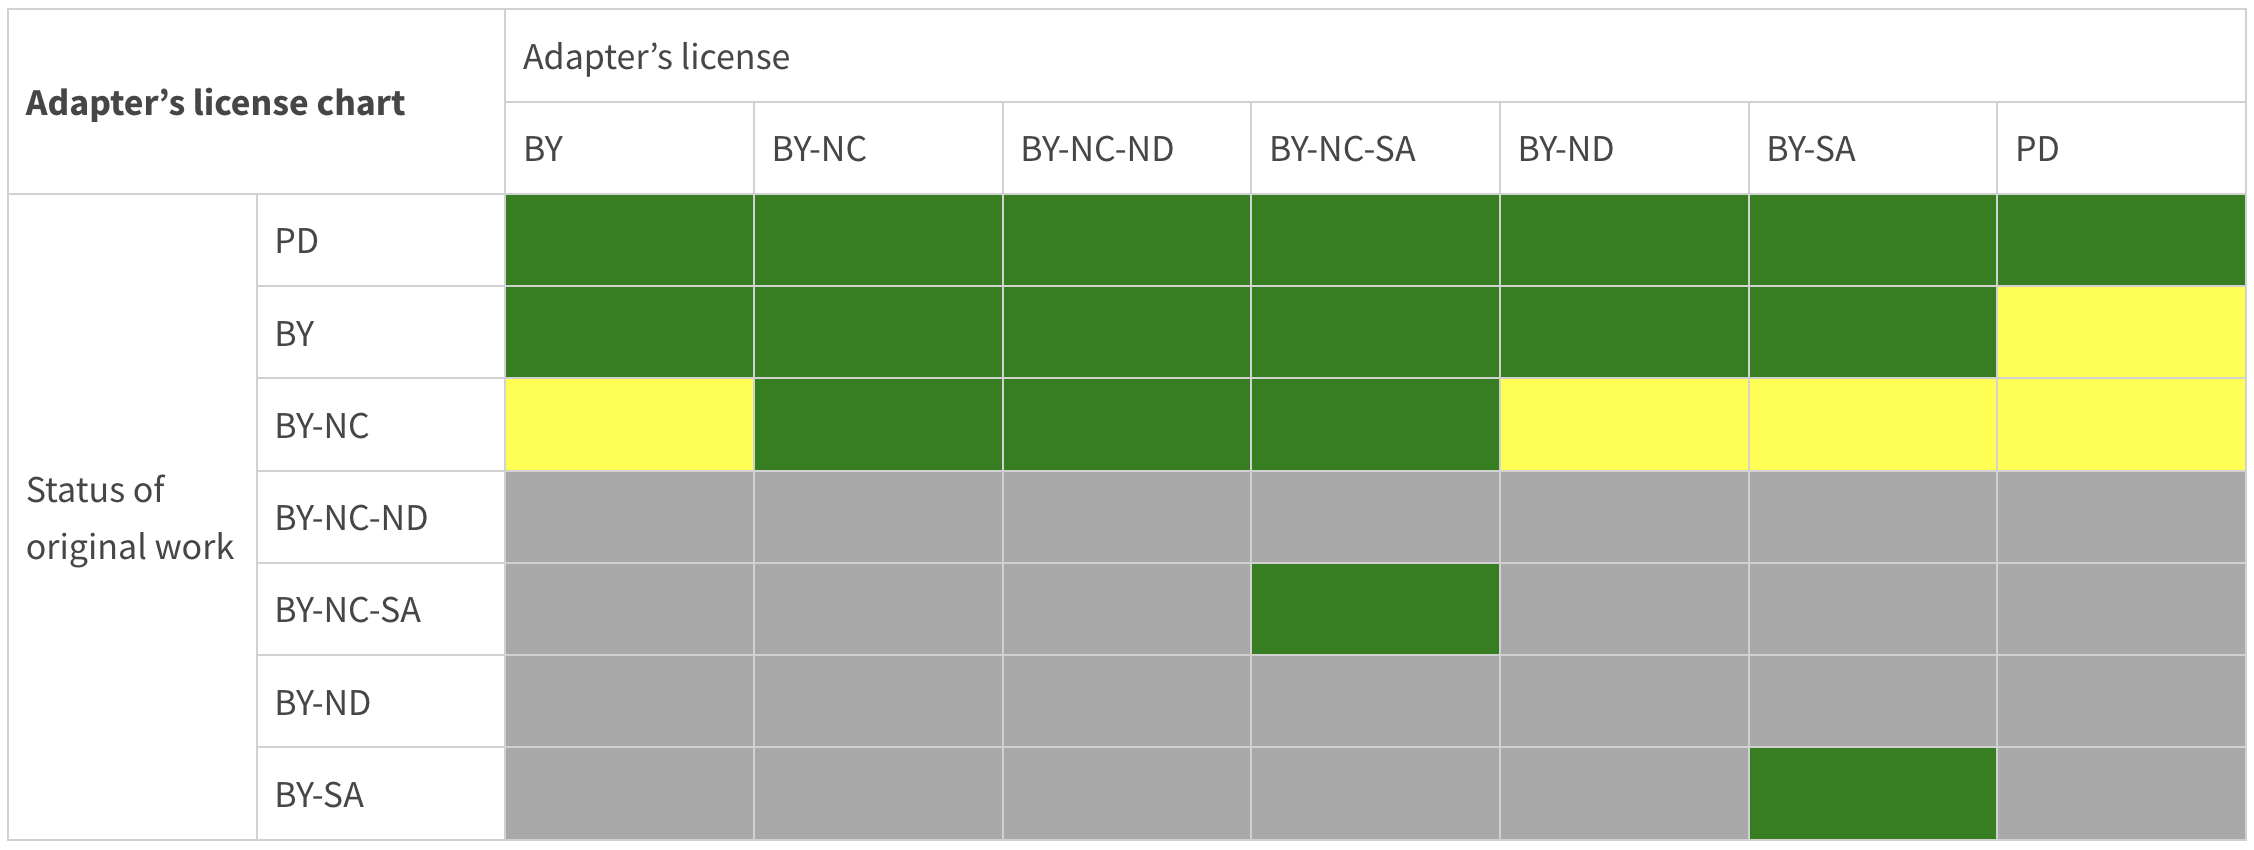 Adapter’s license chart
Adapter’s license
BY
BY-NC
BY-NC-ND
BY-NC-SA
BY-ND
BY-SA
PD
Status of
original work
PD
BY
BY-NC
BY-NC-ND
BY-NC-SA
BY-ND
BY-SA